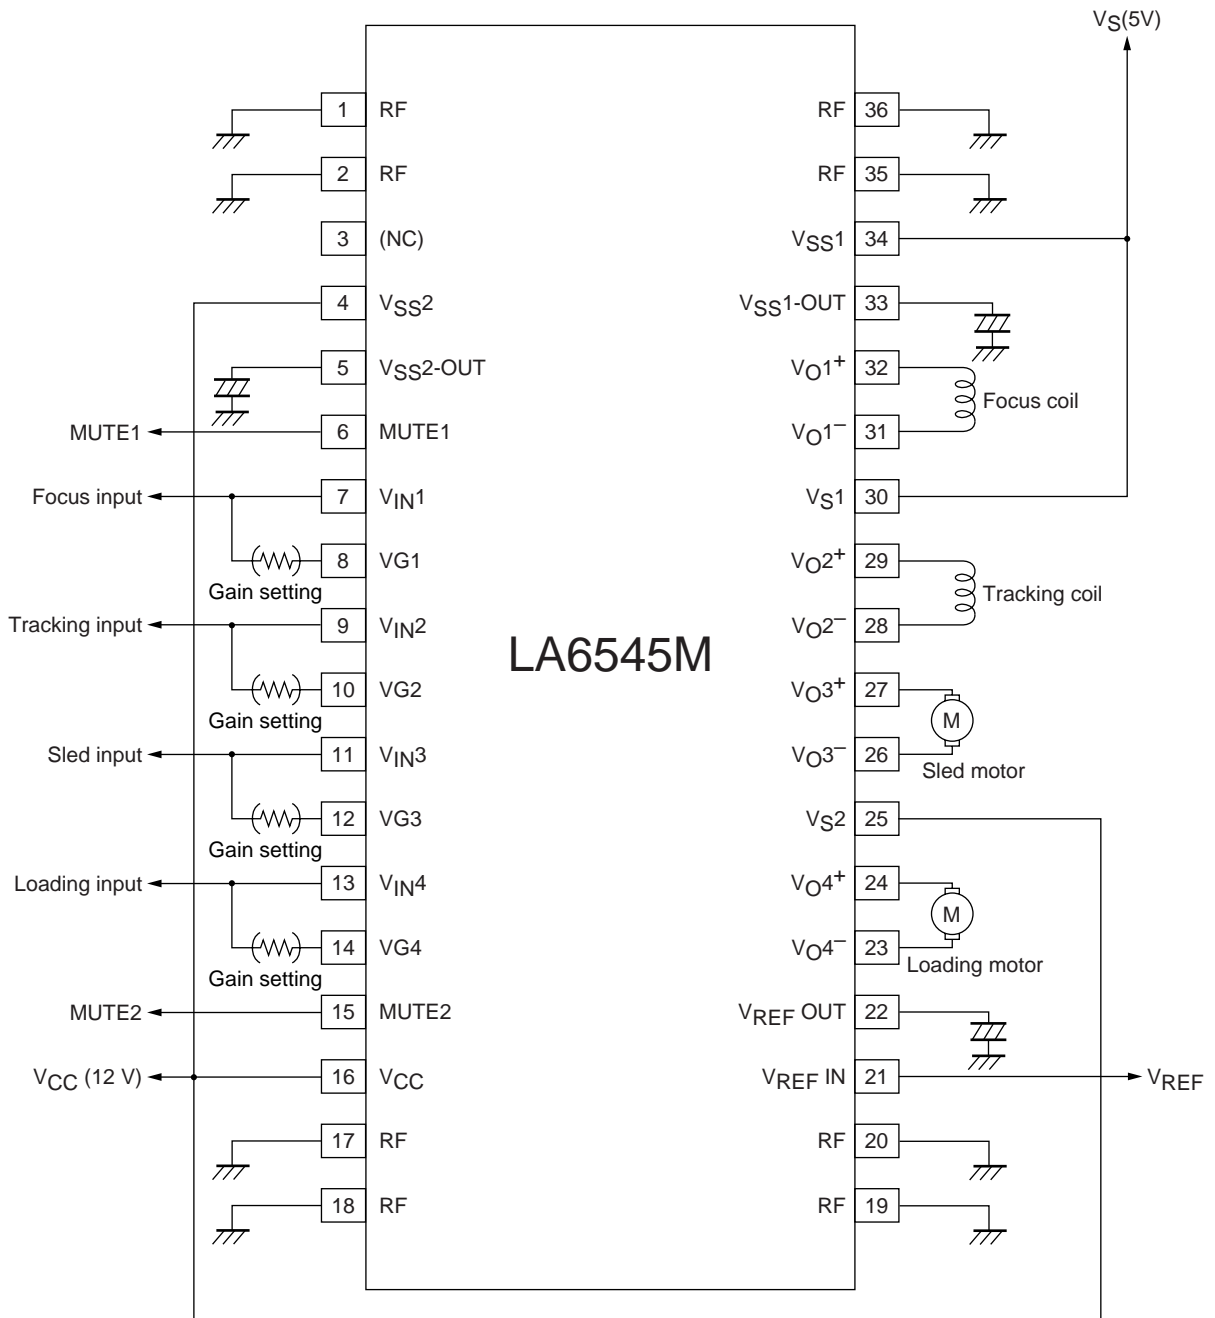 VS(5V)
1 RF
RF 36
2 RF
RF 35
3 (NC)
VSS1 34
4 VSS2
VSS1-OUT 33
5 VSS2-OUT
VO1+ 32
Focus coil
MUTE1 6 MUTE1
VO1− 31
Focus input 7 VIN1
VS1 30
8 VG1
VO2+ 29
Gain setting
Tracking coil
Tracking input 9 VIN2
VO2− 28
LA6545M
10 VG2
VO3+ 27
Gain setting
M
Sled input 11 VIN3
VO3− 26
Sled motor
12 VG3
VS2 25
Gain setting
Loading input 13 VIN4
VO4+ 24
M
14 VG4
VO4− 23
Gain setting
Loading motor
MUTE2 15 MUTE2
VREF OUT 22
VCC (12 V) 16 VCC
VREF IN 21 VREF
17 RF
RF 20
18 RF
RF 19